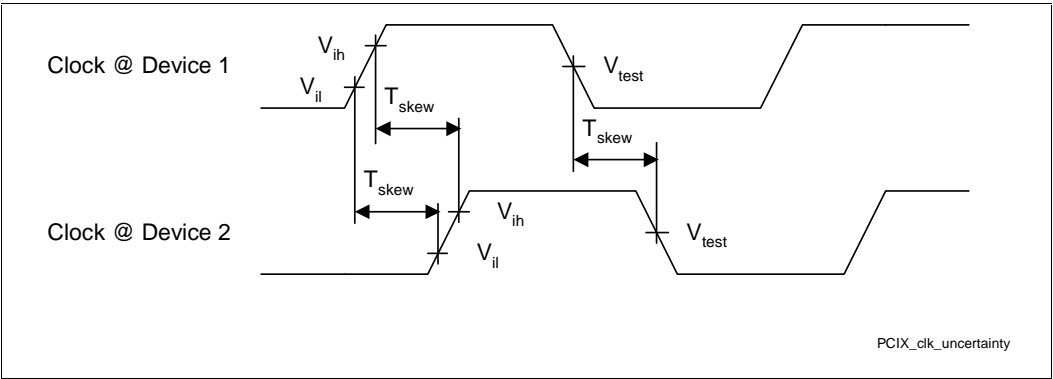 Clock @ Device 1
V_ih
V_il
T_skew
V_test
T_skew
T_skew
Clock @ Device 2
V_ih
V_il
V_test
PCIX_clk_uncertainty